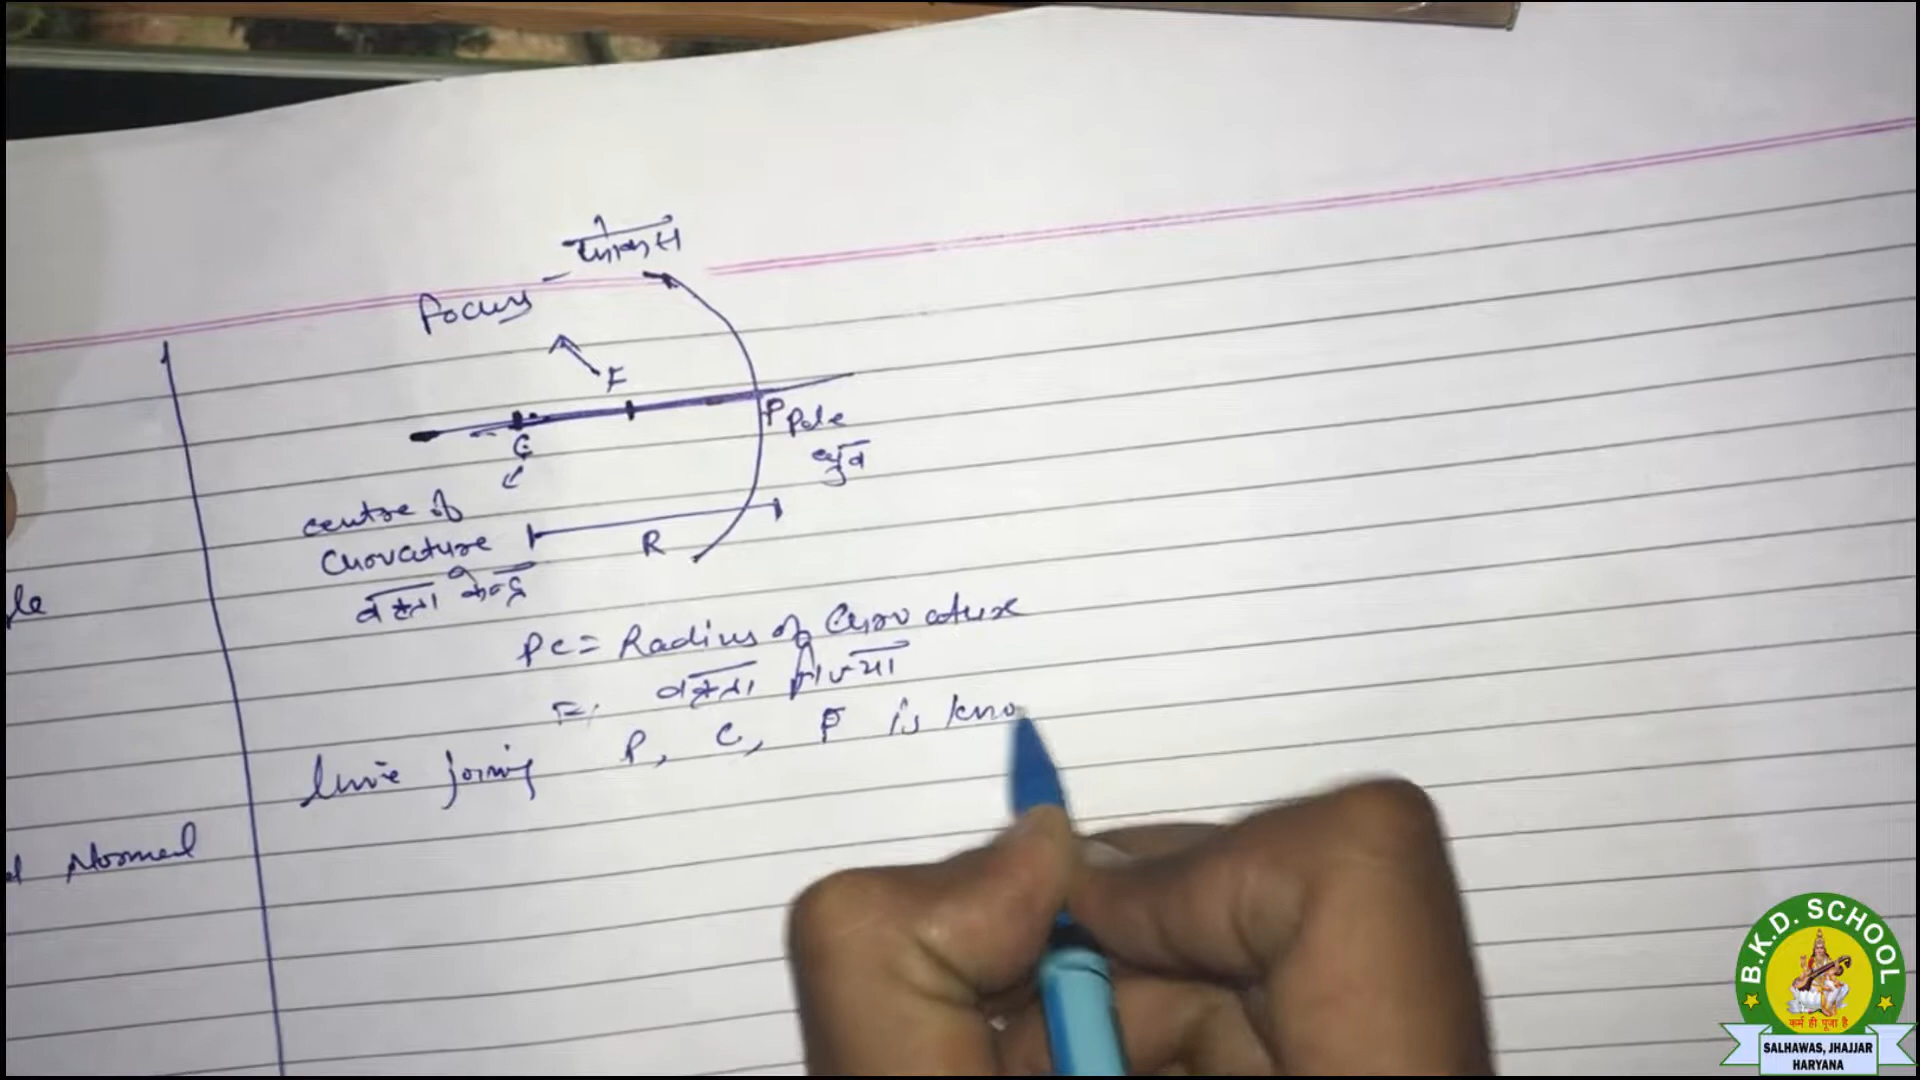 फोकस
focus
F
P Pole
C
ध्रुव
centre of
Curvature
R
वक्रता केन्द्र
le
PC = Radius of Curvature
= वक्रता त्रिज्या
line joining P, C, F is kno
Normal
B.K.D. SCHOOL
कर्म ही पूजा है
SALHAWAS, JHAJJAR
HARYANA